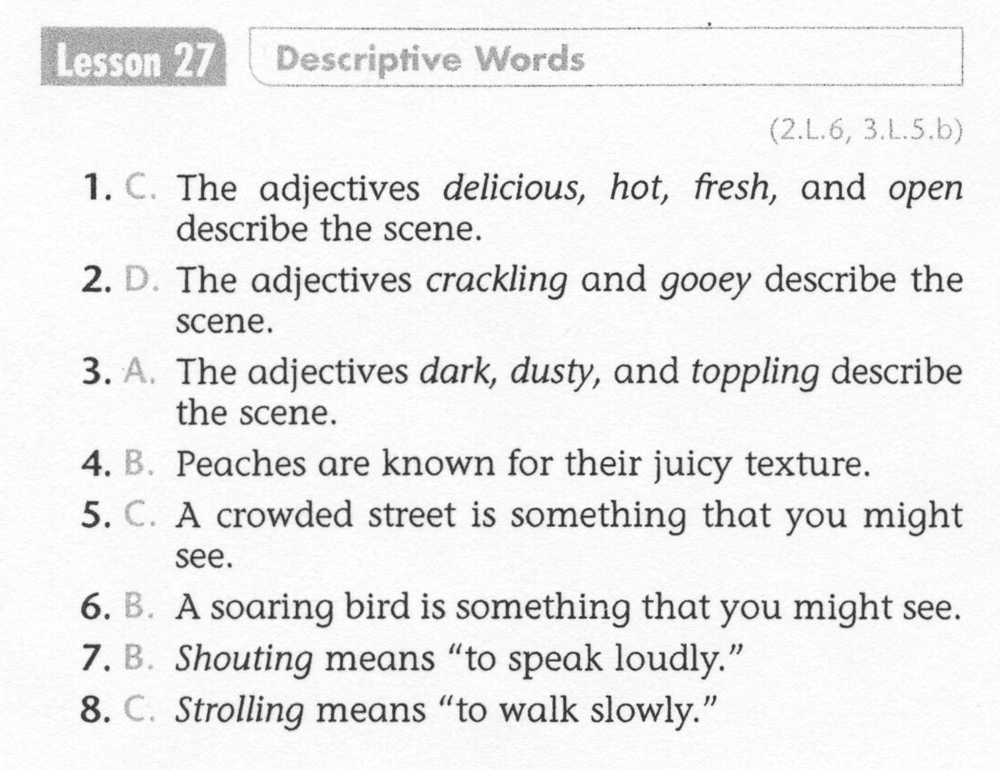 Lesson 27 Descriptive Words
(2.L.6, 3.L.5.b)
1. C. The adjectives delicious, hot, fresh, and open
describe the scene.
2. D. The adjectives crackling and gooey describe the
scene.
3. A. The adjectives dark, dusty, and toppling describe
the scene.
4. B. Peaches are known for their juicy texture.
5. C. A crowded street is something that you might
see.
6. B. A soaring bird is something that you might see.
7. B. Shouting means “to speak loudly.”
8. C. Strolling means “to walk slowly.”